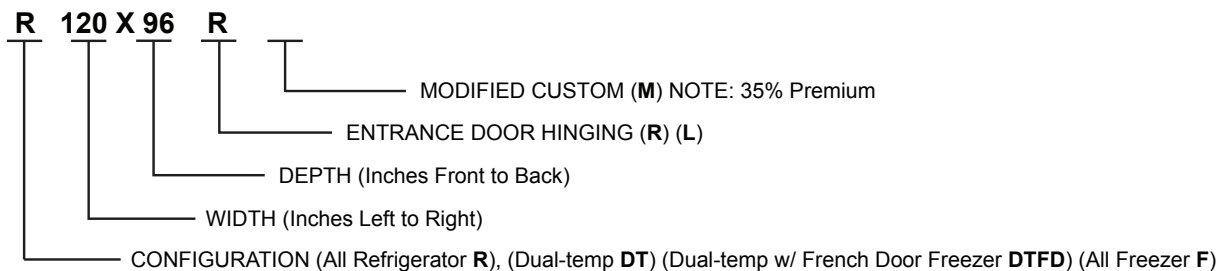 R 120 X 96 R
MODIFIED CUSTOM (M) NOTE: 35% Premium
ENTRANCE DOOR HINGING (R) (L)
DEPTH (Inches Front to Back)
WIDTH (Inches Left to Right)
CONFIGURATION (All Refrigerator R), (Dual-temp DT) (Dual-temp w/ French Door Freezer DTFD) (All Freezer F)